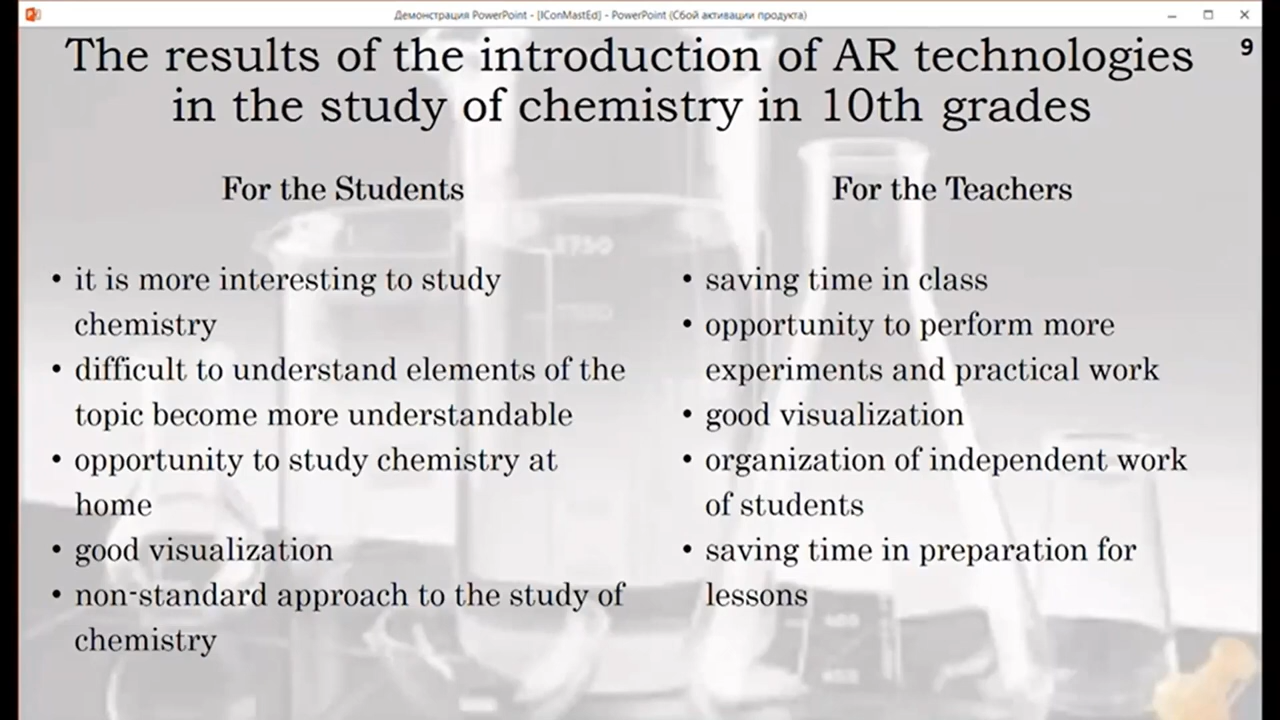 Демонстрация PowerPoint - [IConMastEd] - PowerPoint (Сбой активации продукта)
The results of the introduction of AR technologies
in the study of chemistry in 10th grades
9
For the Students
• it is more interesting to study
chemistry
• difficult to understand elements of the
topic become more understandable
• opportunity to study chemistry at
home
• good visualization
• non-standard approach to the study of
chemistry
For the Teachers
• saving time in class
• opportunity to perform more
experiments and practical work
• good visualization
• organization of independent work
of students
• saving time in preparation for
lessons